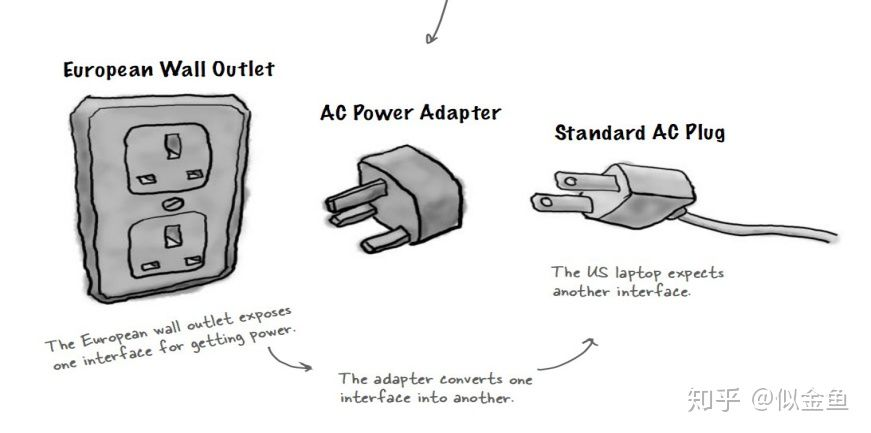 European Wall Outlet
AC Power Adapter
Standard AC Plug
The US laptop expects
another interface.
The European wall outlet exposes
one interface for getting power.
The adapter converts one
interface into another.
知乎 @似金鱼